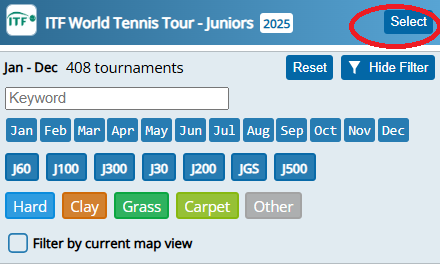 ITF ITF World Tennis Tour - Juniors 2025 Select
Jan - Dec 408 tournaments Reset Hide Filter
Keyword
Jan Feb Mar Apr May Jun Jul Aug Sep Oct Nov Dec
J60 J100 J300 J30 J200 JGS J500
Hard Clay Grass Carpet Other
Filter by current map view